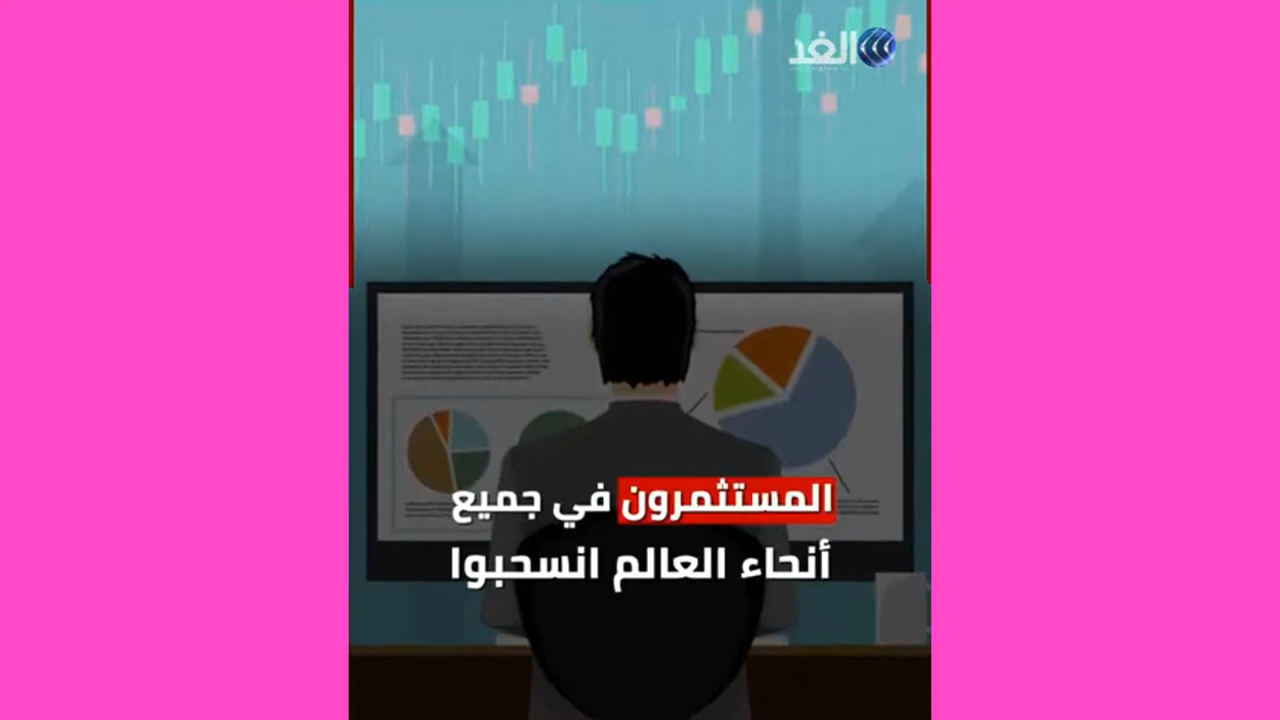 الغد
المستثمرون في جميع
أنحاء العالم انسحبوا